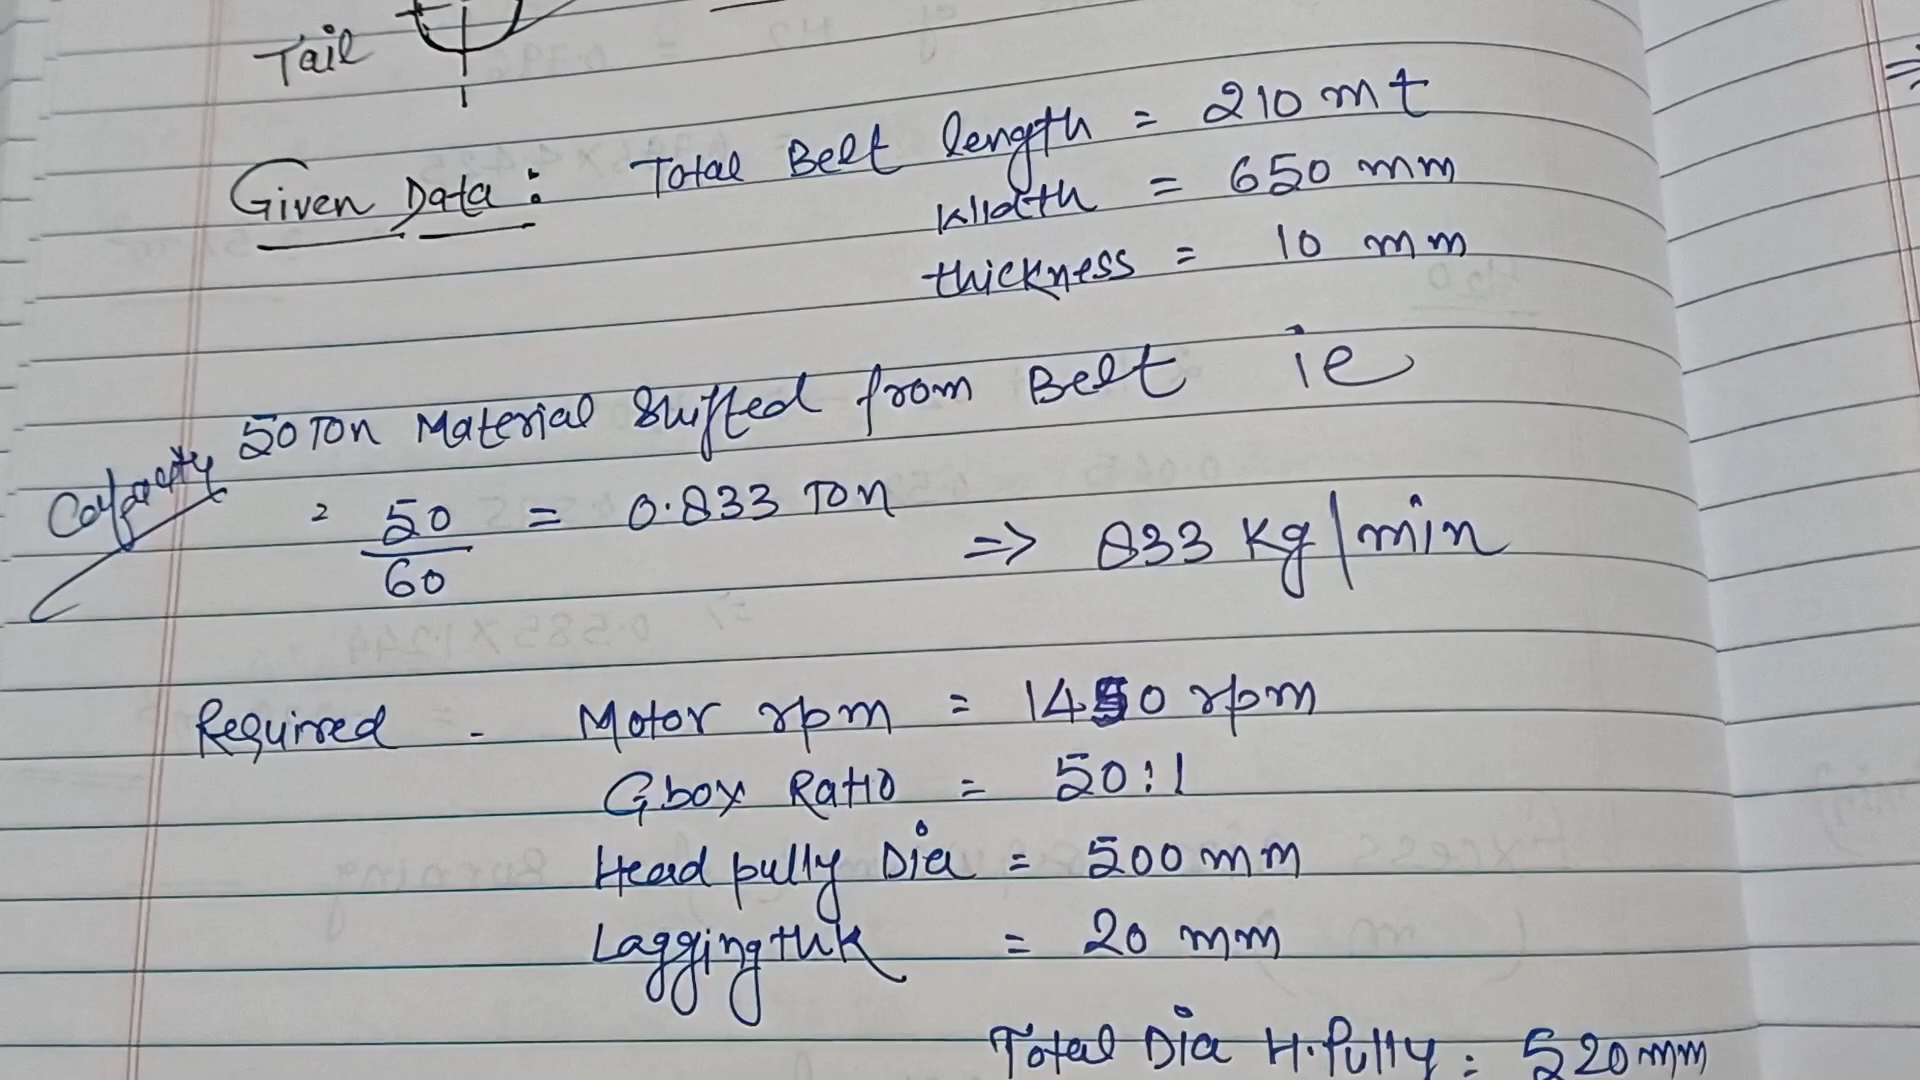 Tail
Given Data : Total Belt length = 210 mt
Width = 650 mm
thickness = 10 mm
Capacity 50 Ton Material Suifted from Belt ie
= 50/60 = 0.833 Ton => 833 kg/min
Required - Motor rpm = 1450 rpm
Gbox Ratio = 50:1
Head pully Dia = 500 mm
Lagging thk = 20 mm
Total Dia H.Pully = 520 mm